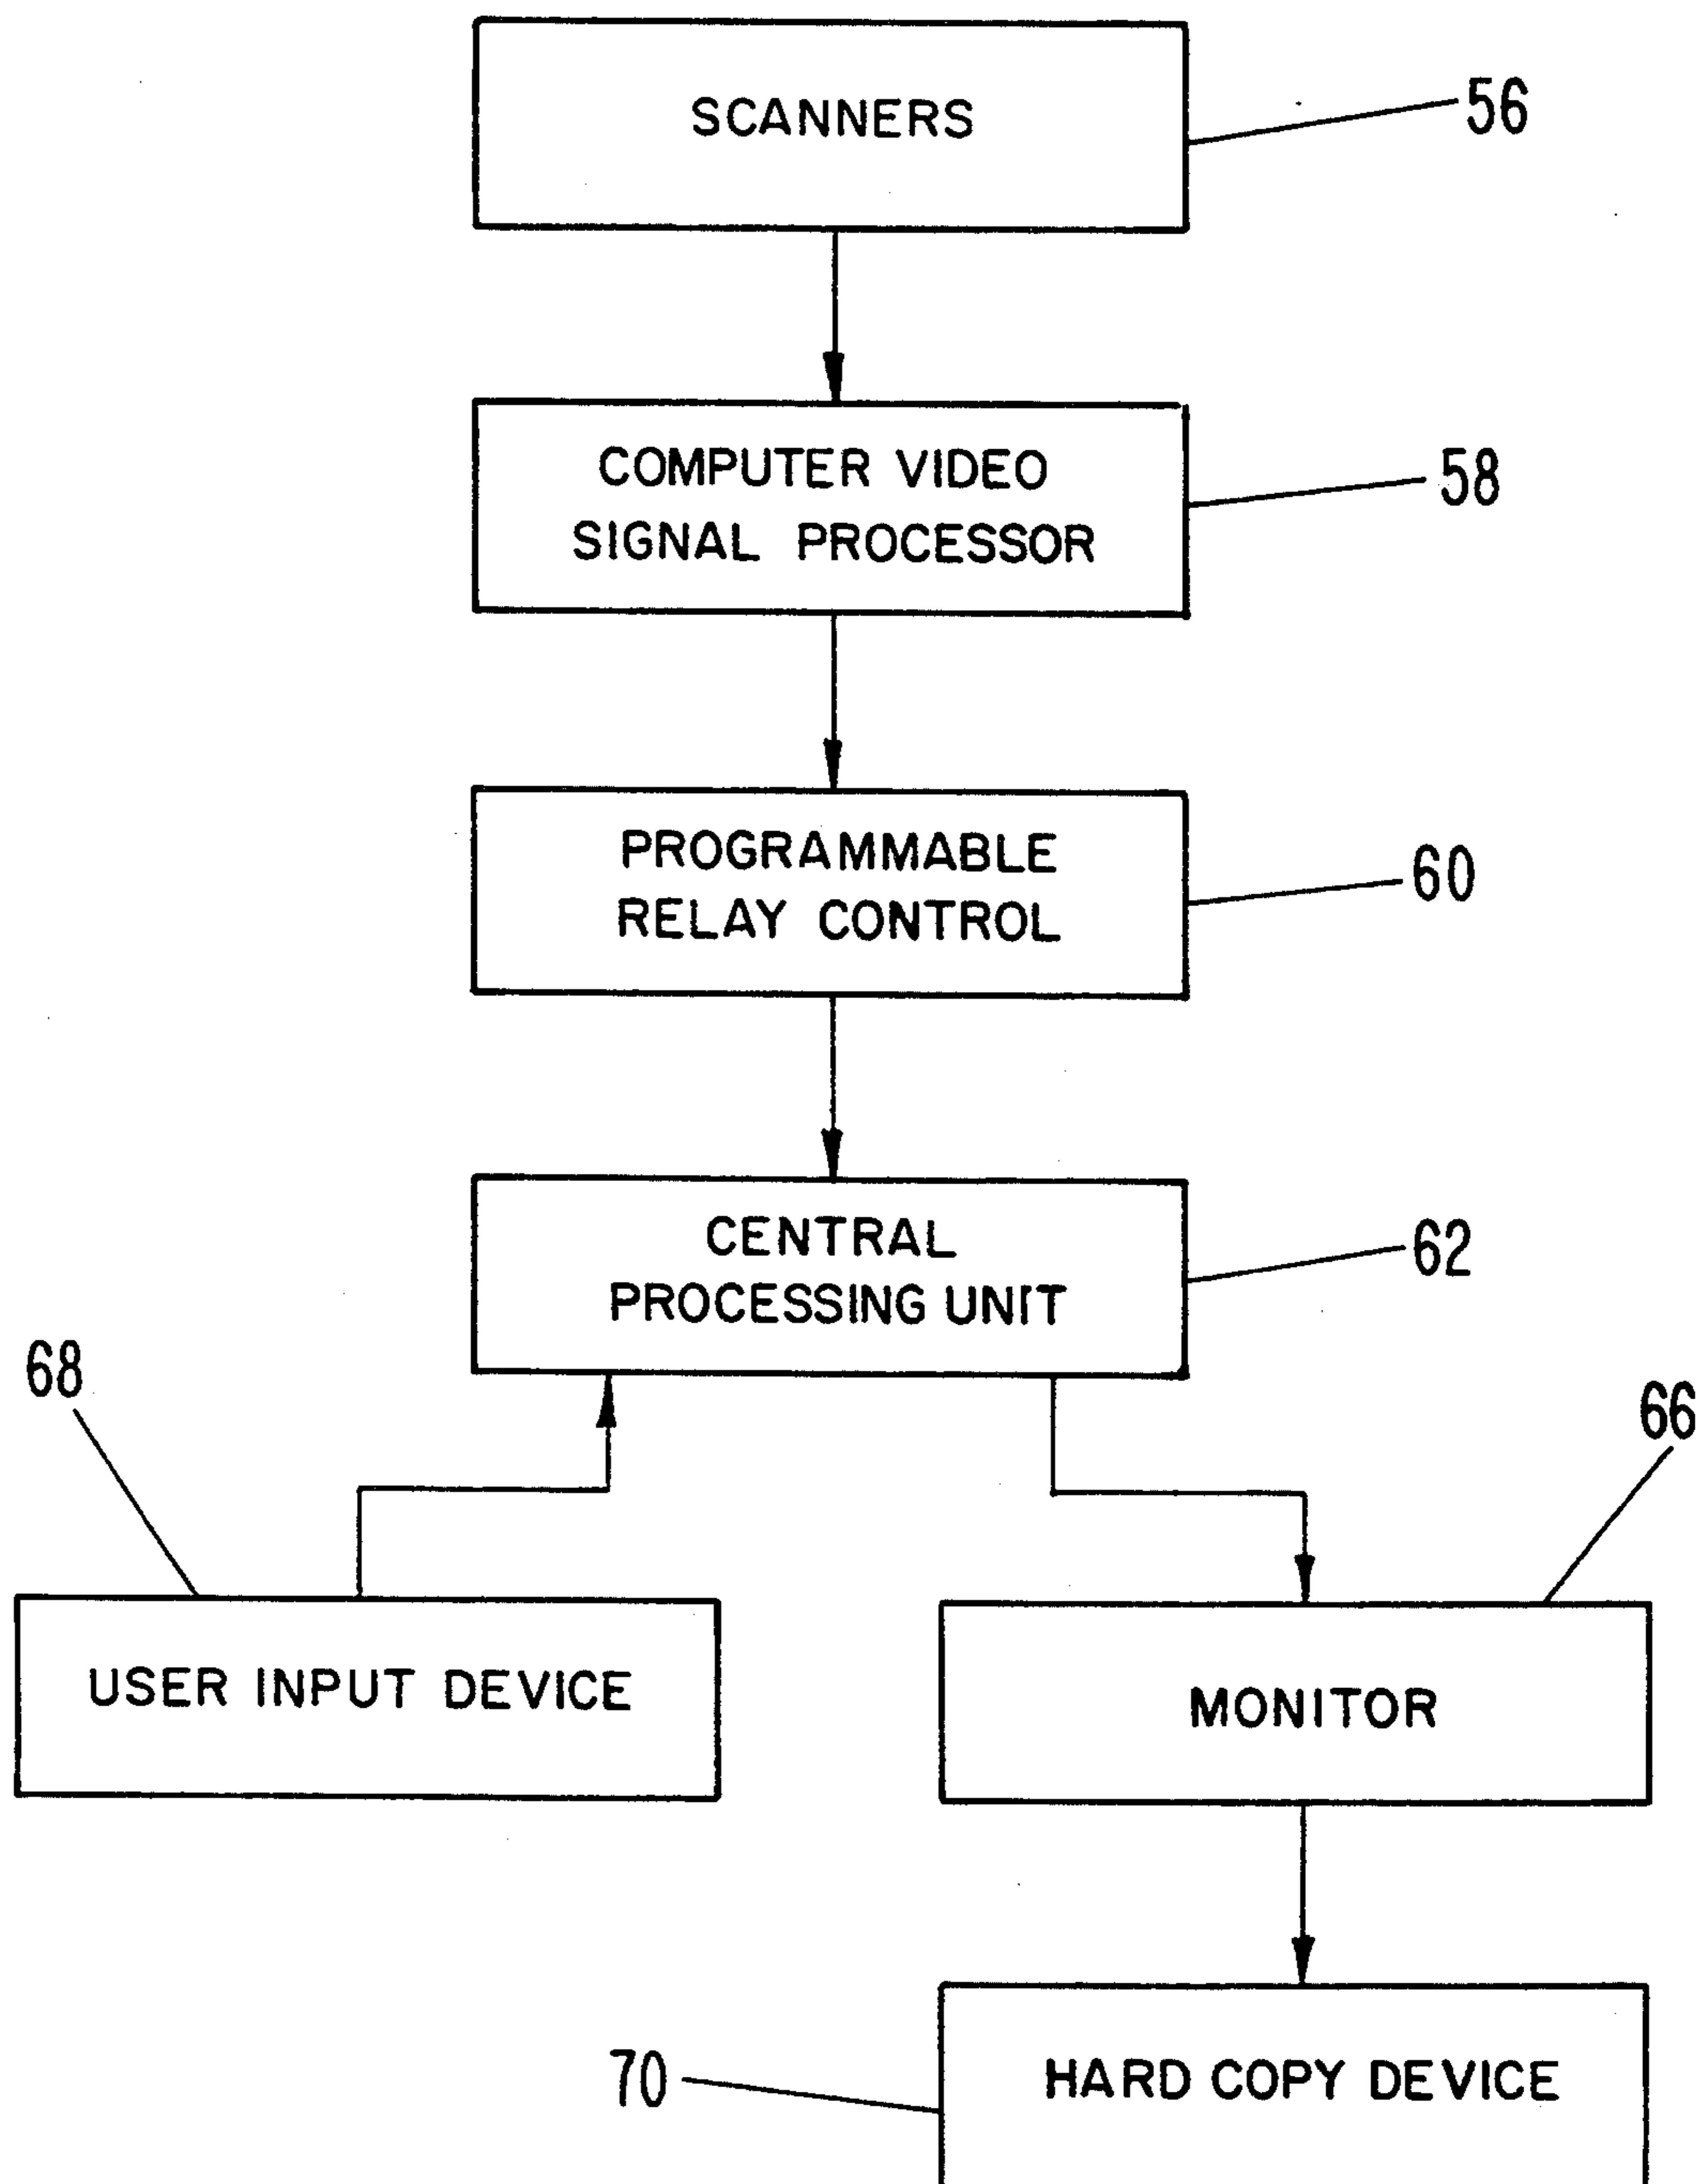 SCANNERS
56
COMPUTER VIDEO
SIGNAL PROCESSOR
58
PROGRAMMABLE
RELAY CONTROL
60
CENTRAL
PROCESSING UNIT
62
68
66
USER INPUT DEVICE
MONITOR
70
HARD COPY DEVICE